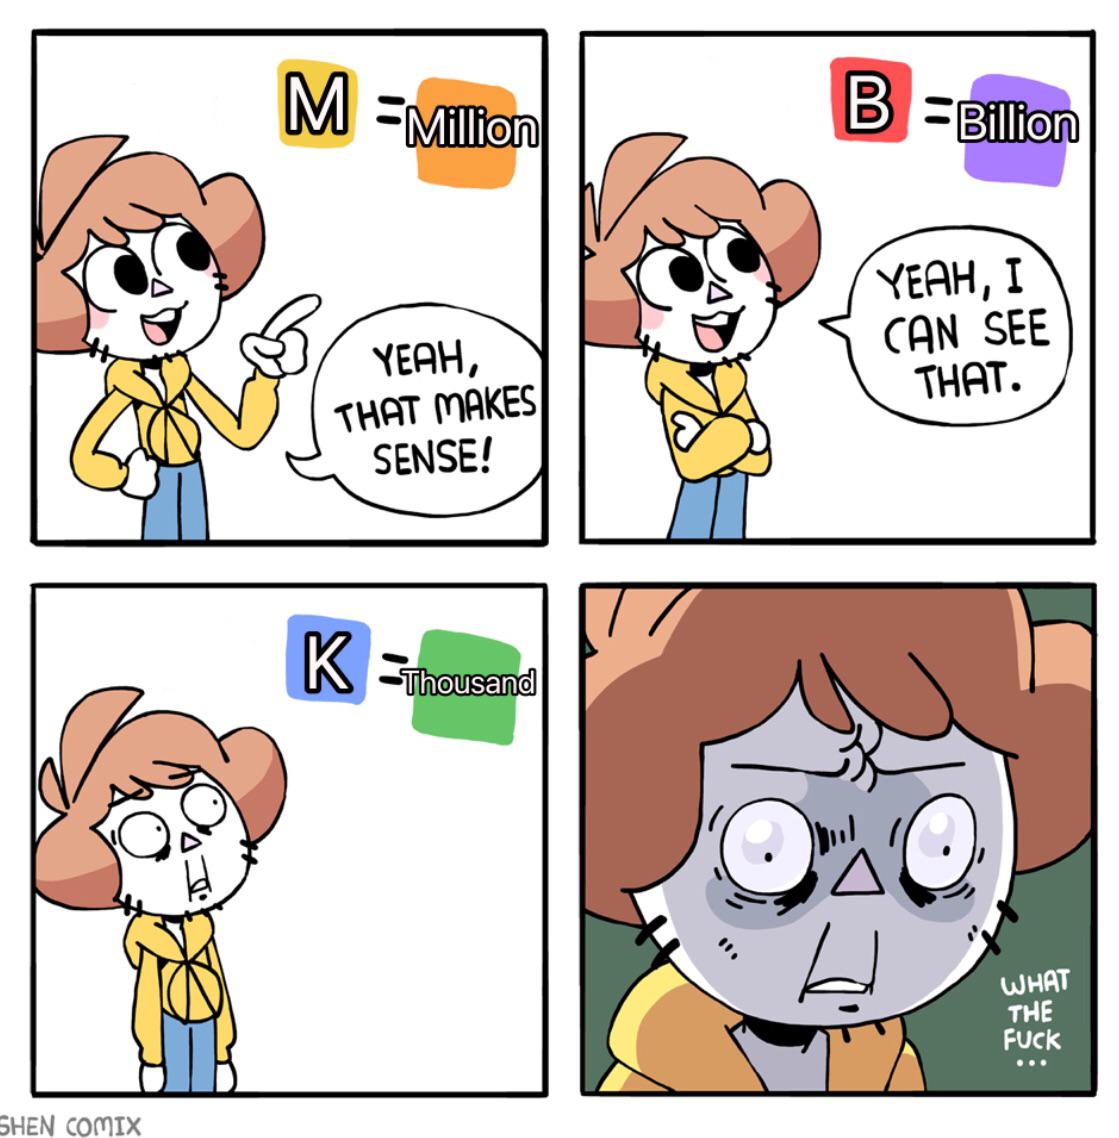 M = Million
YEAH,
THAT MAKES
SENSE!
B = Billion
YEAH, I
CAN SEE
THAT.
K = Thousand
WHAT
THE
FUCK
...
SHEN COMIX